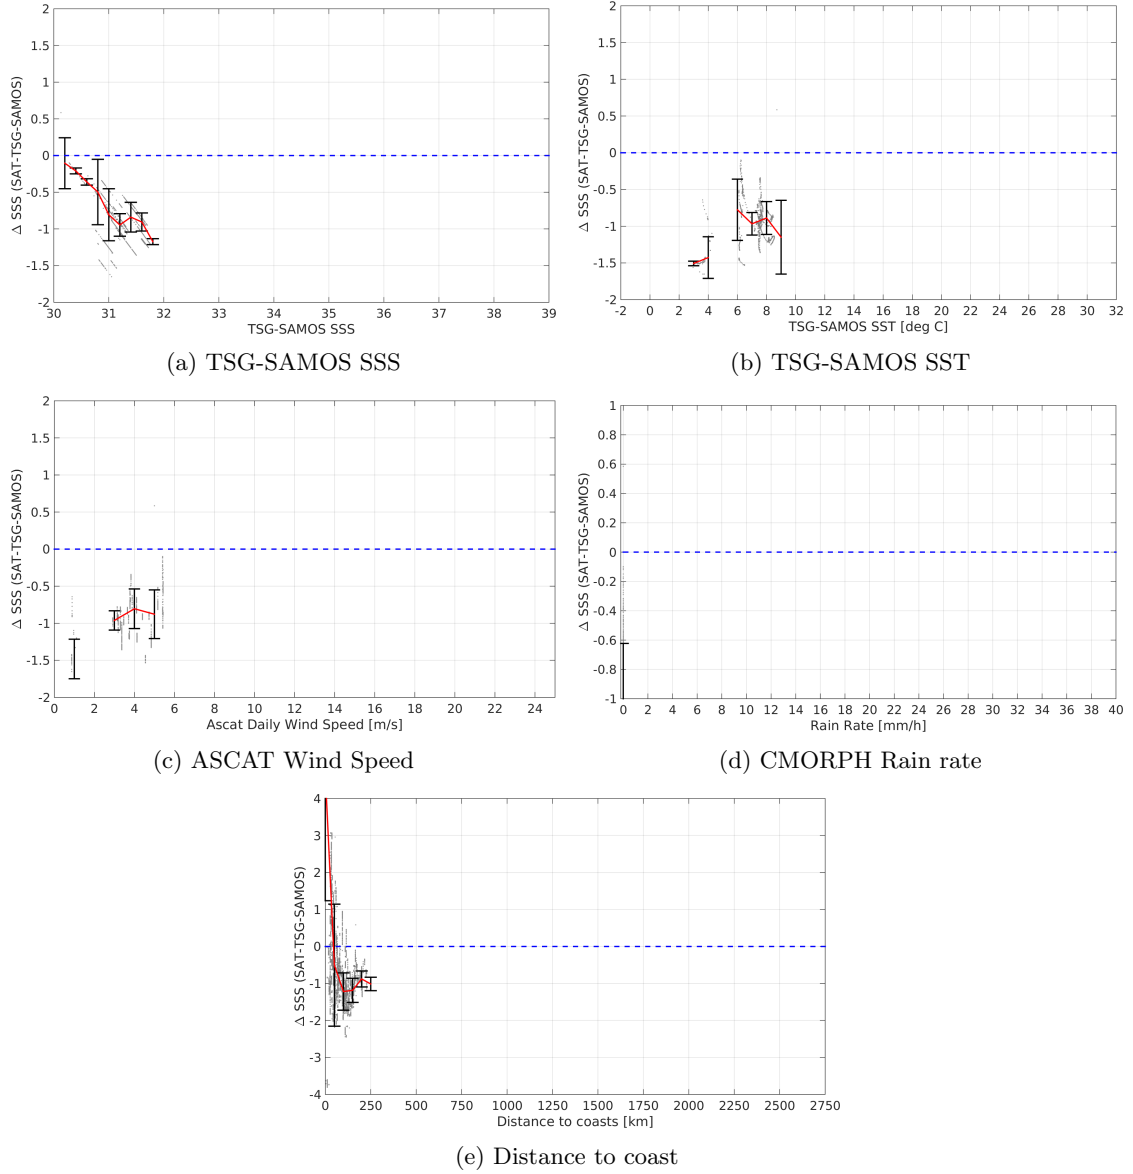 2
1.5
1
0.5
0
-0.5
-1
-1.5
-2
Δ SSS (SAT-TSG-SAMOS)
30 31 32 33 34 35 36 37 38 39
TSG-SAMOS SSS
(a) TSG-SAMOS SSS
2
1.5
1
0.5
0
-0.5
-1
-1.5
-2
Δ SSS (SAT-TSG-SAMOS)
-2 0 2 4 6 8 10 12 14 16 18 20 22 24 26 28 30 32
TSG-SAMOS SST [deg C]
(b) TSG-SAMOS SST
2
1.5
1
0.5
0
-0.5
-1
-1.5
-2
Δ SSS (SAT-TSG-SAMOS)
0 2 4 6 8 10 12 14 16 18 20 22 24
Ascat Daily Wind Speed [m/s]
(c) ASCAT Wind Speed
1
0.8
0.6
0.4
0.2
0
-0.2
-0.4
-0.6
-0.8
-1
Δ SSS (SAT-TSG-SAMOS)
0 2 4 6 8 10 12 14 16 18 20 22 24 26 28 30 32 34 36 38 40
Rain Rate [mm/h]
(d) CMORPH Rain rate
4
3
2
1
0
-1
-2
-3
-4
Δ SSS (SAT-TSG-SAMOS)
0 250 500 750 1000 1250 1500 1750 2000 2250 2500 2750
Distance to coasts [km]
(e) Distance to coast